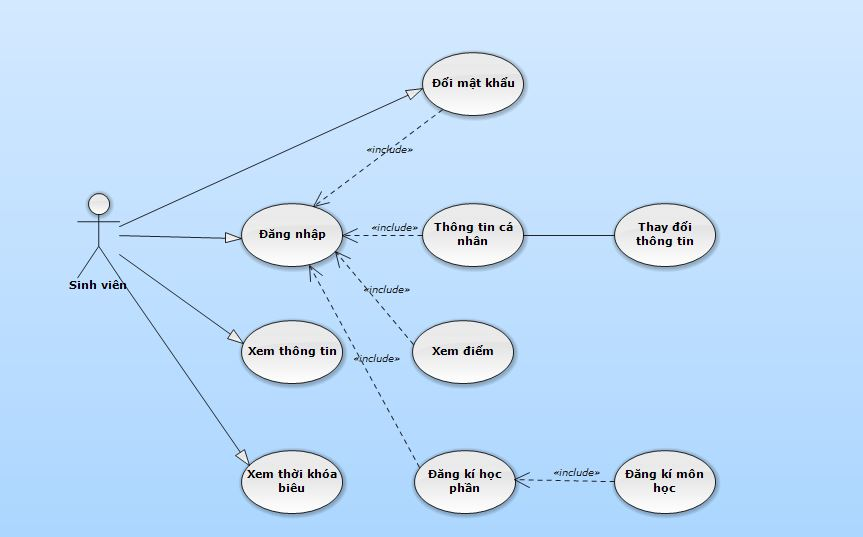 Đổi mật khẩu
«include»
Đăng nhập
«include»
Thông tin cá
nhân
Thay đổi
thông tin
Sinh viên
«include»
Xem thông tin
«include»
Xem điểm
Xem thời khóa
biêu
Đăng kí học
phần
«include»
Đăng kí môn
học